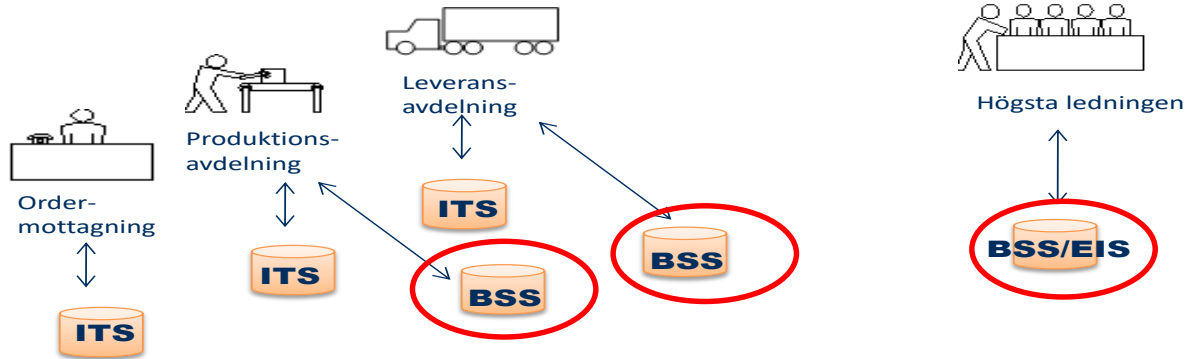 Order-
mottagning
ITS
Produktions-
avdelning
ITS
BSS
Leverans-
avdelning
ITS
BSS
Högsta ledningen
BSS/EIS